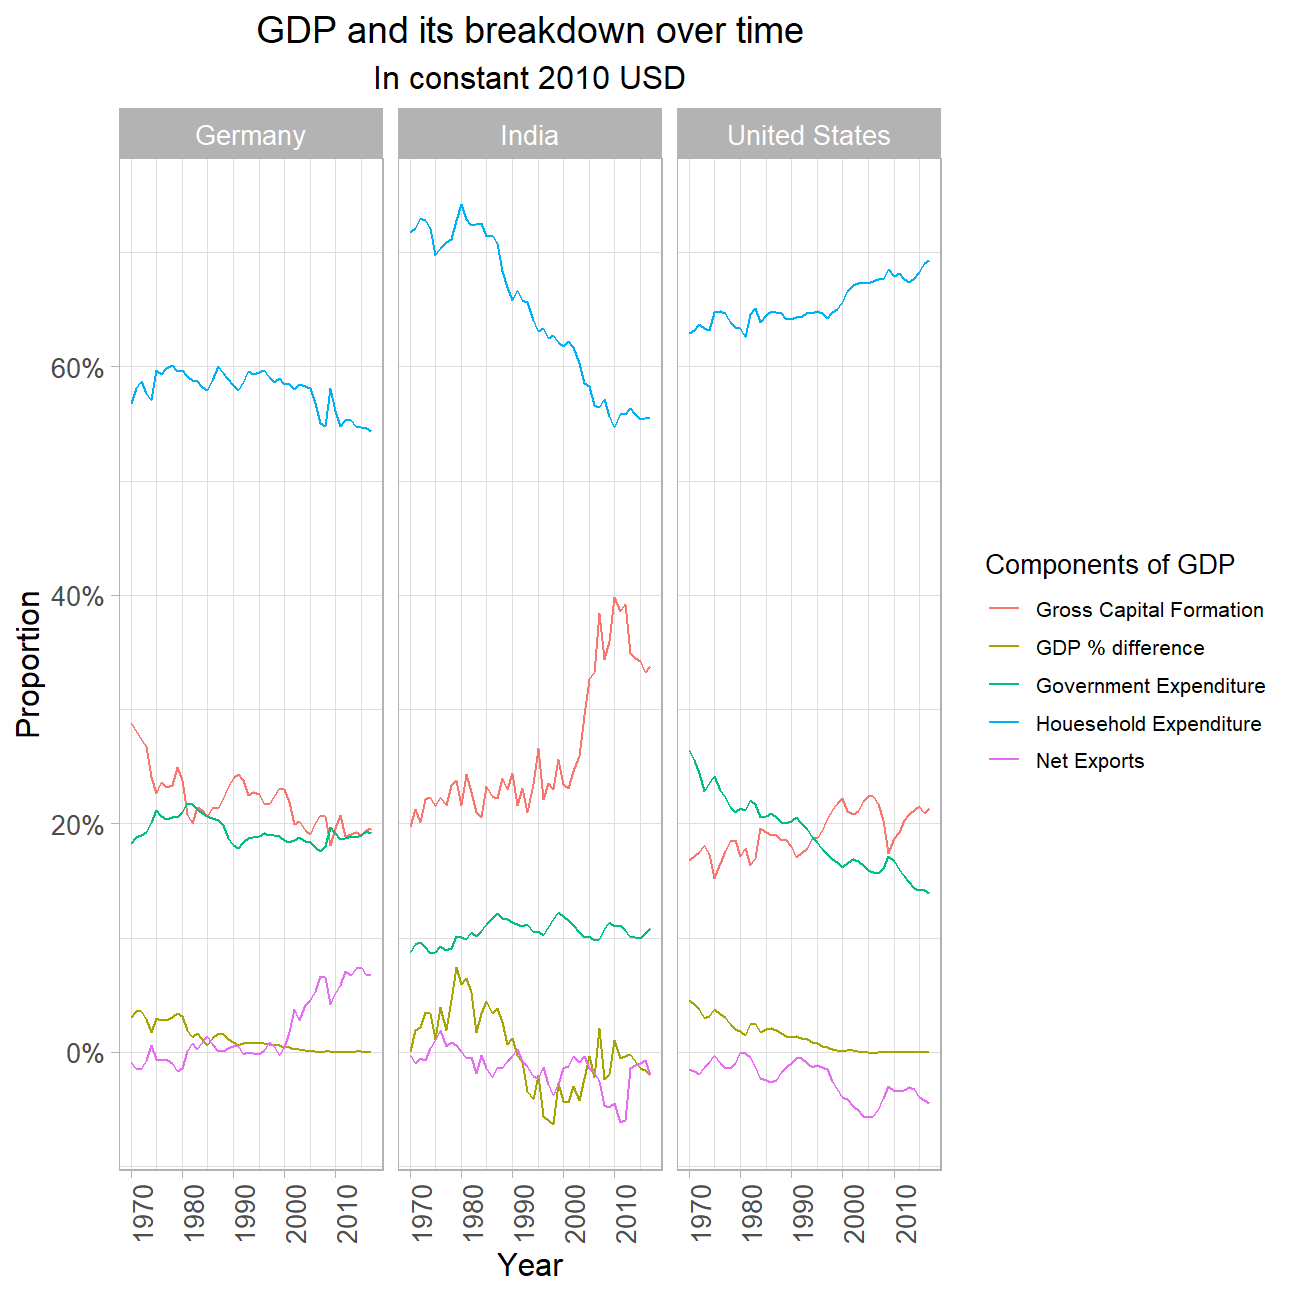 GDP and its breakdown over time
In constant 2010 USD
Germany
India
United States
60%
40%
20%
0%
Proportion
1970
1980
1990
2000
2010
1970
1980
1990
2000
2010
1970
1980
1990
2000
2010
Year
Components of GDP
Gross Capital Formation
GDP % difference
Government Expenditure
Houesehold Expenditure
Net Exports